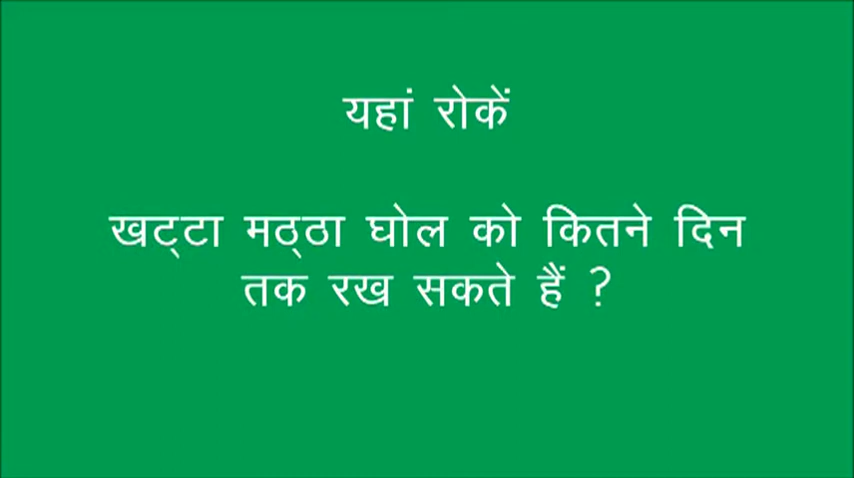 यहां रोकें
खट्टा मठ्ठा घोल को कितने दिन
तक रख सकते हैं ?